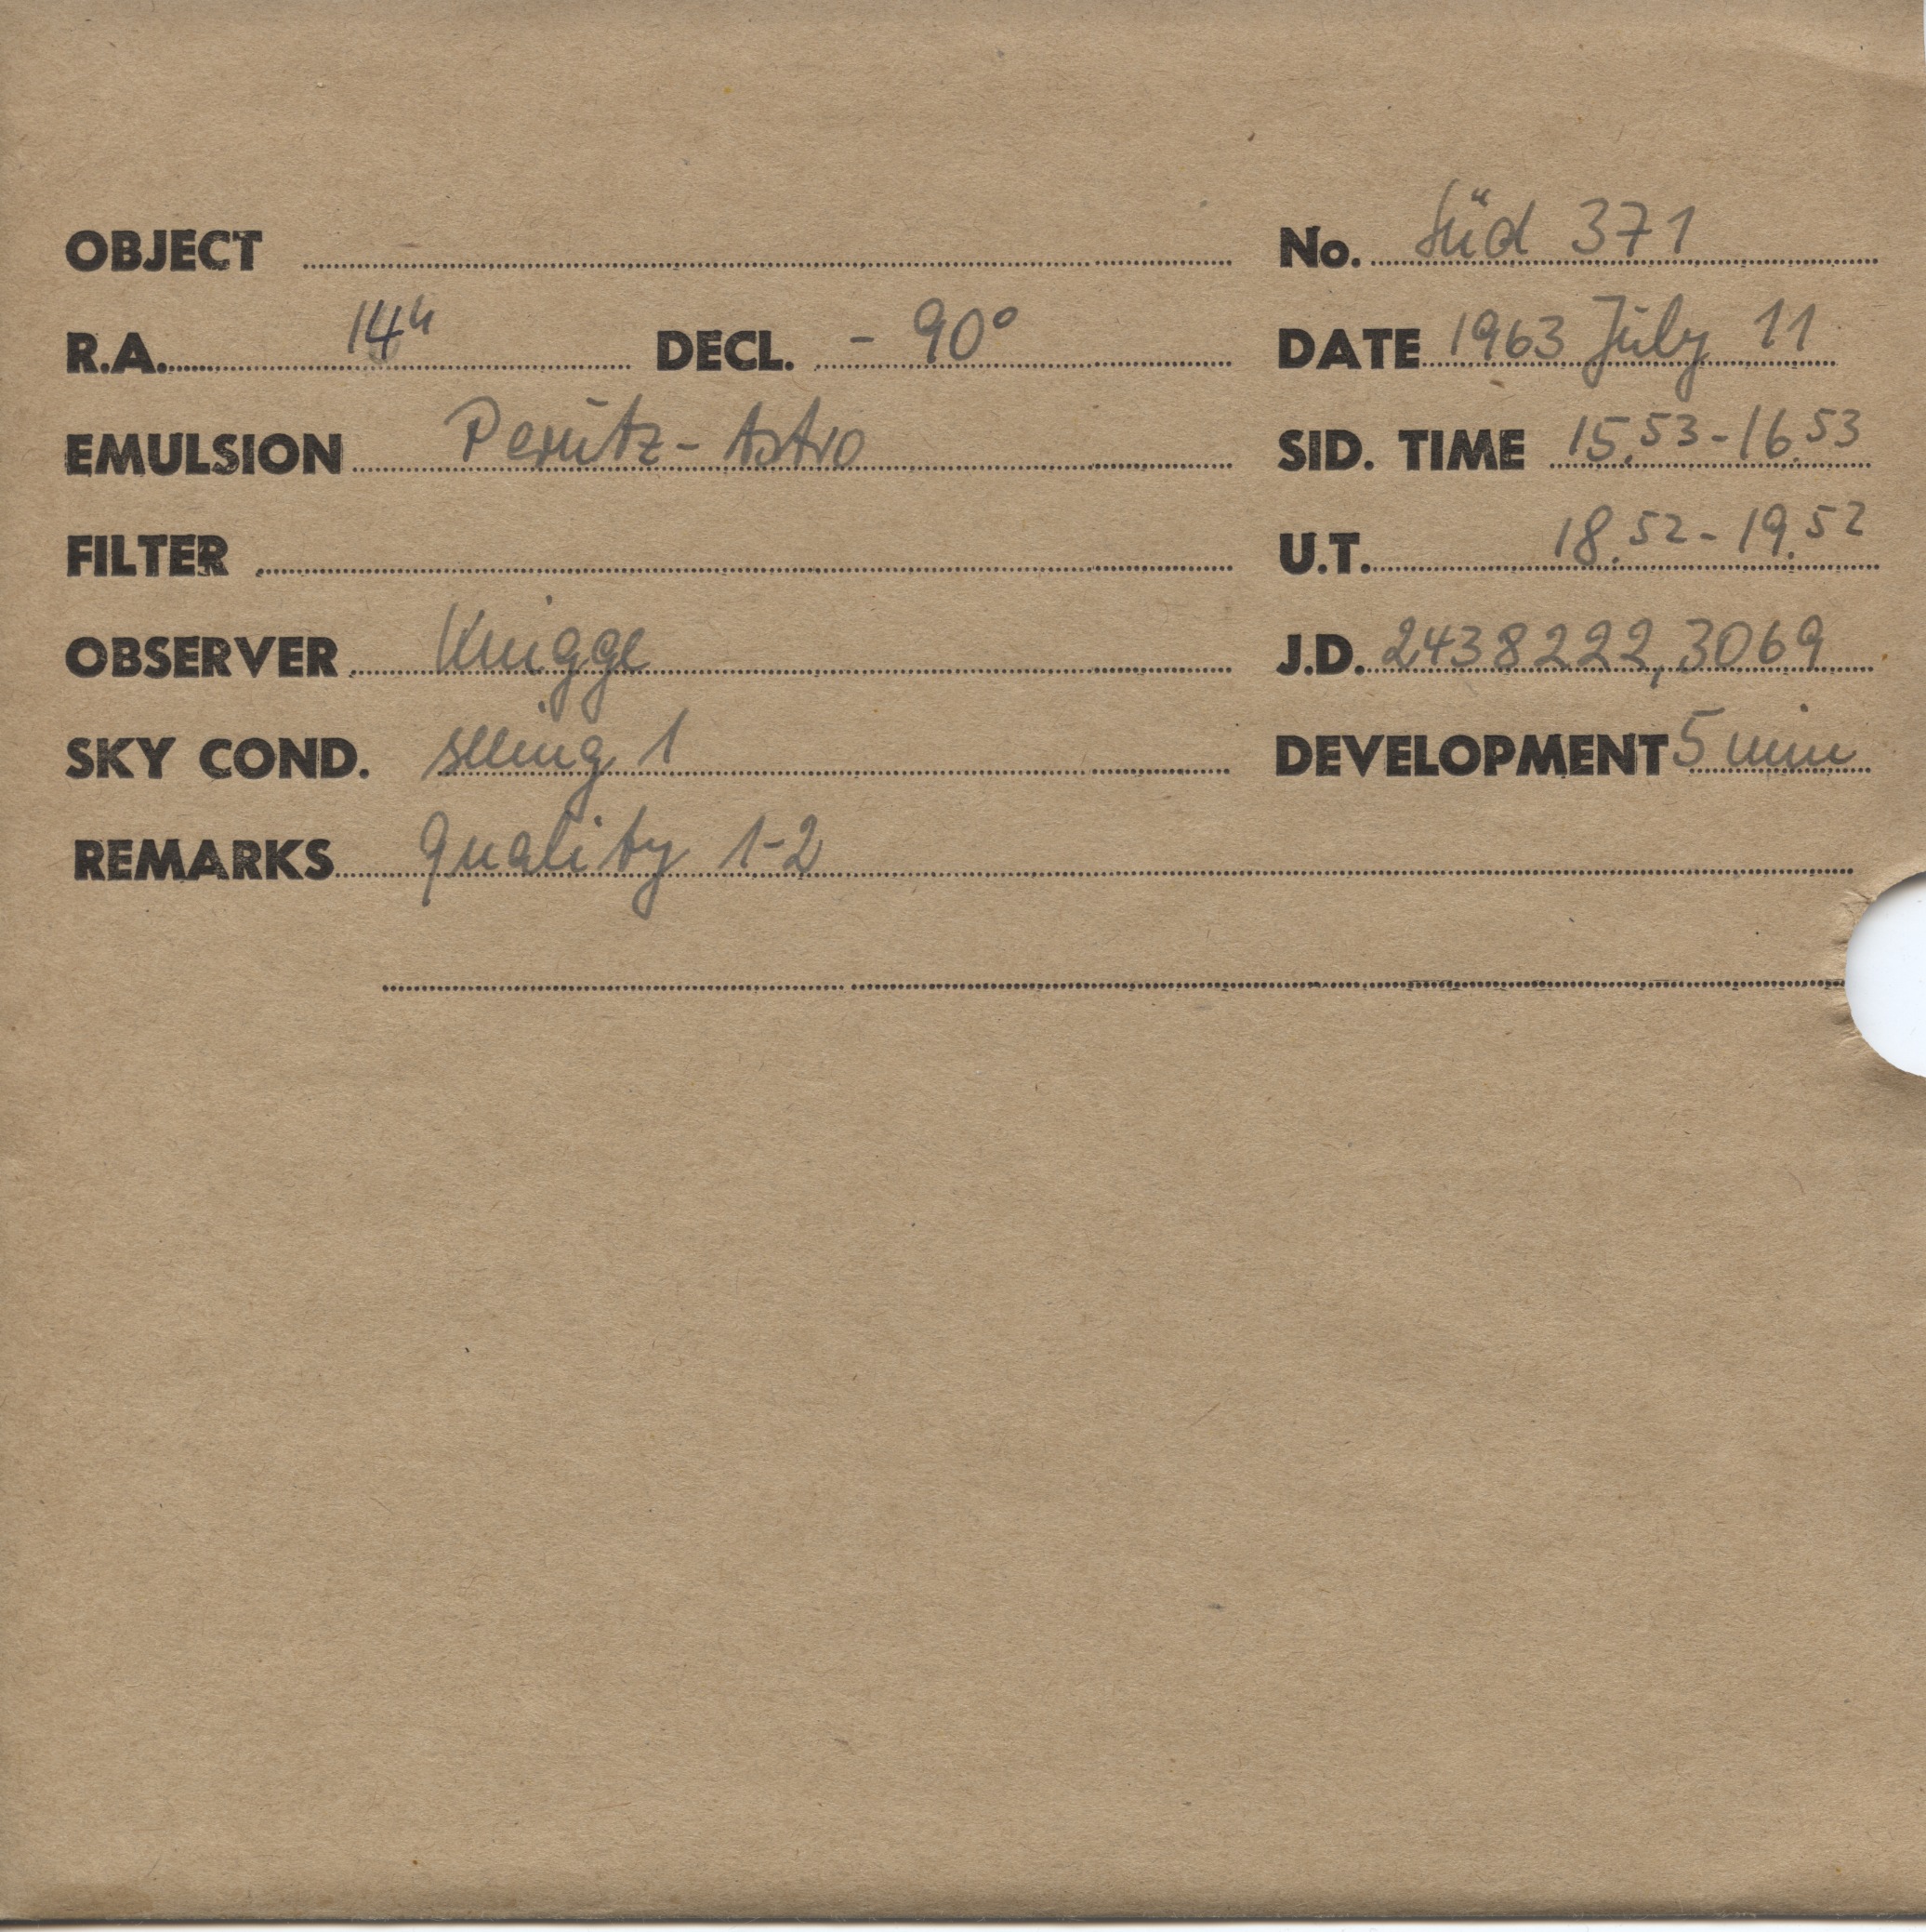 OBJECT No. Süd 371
R.A. 14h DECL. - 90° DATE 1963 July 11
EMULSION Perutz-Astro SID. TIME 15.53-16.53
FILTER U.T. 18.52-19.52
OBSERVER Knigge J.D. 2438222,3069
SKY COND. seeing 1 DEVELOPMENT 5 min
REMARKS quality 1-2